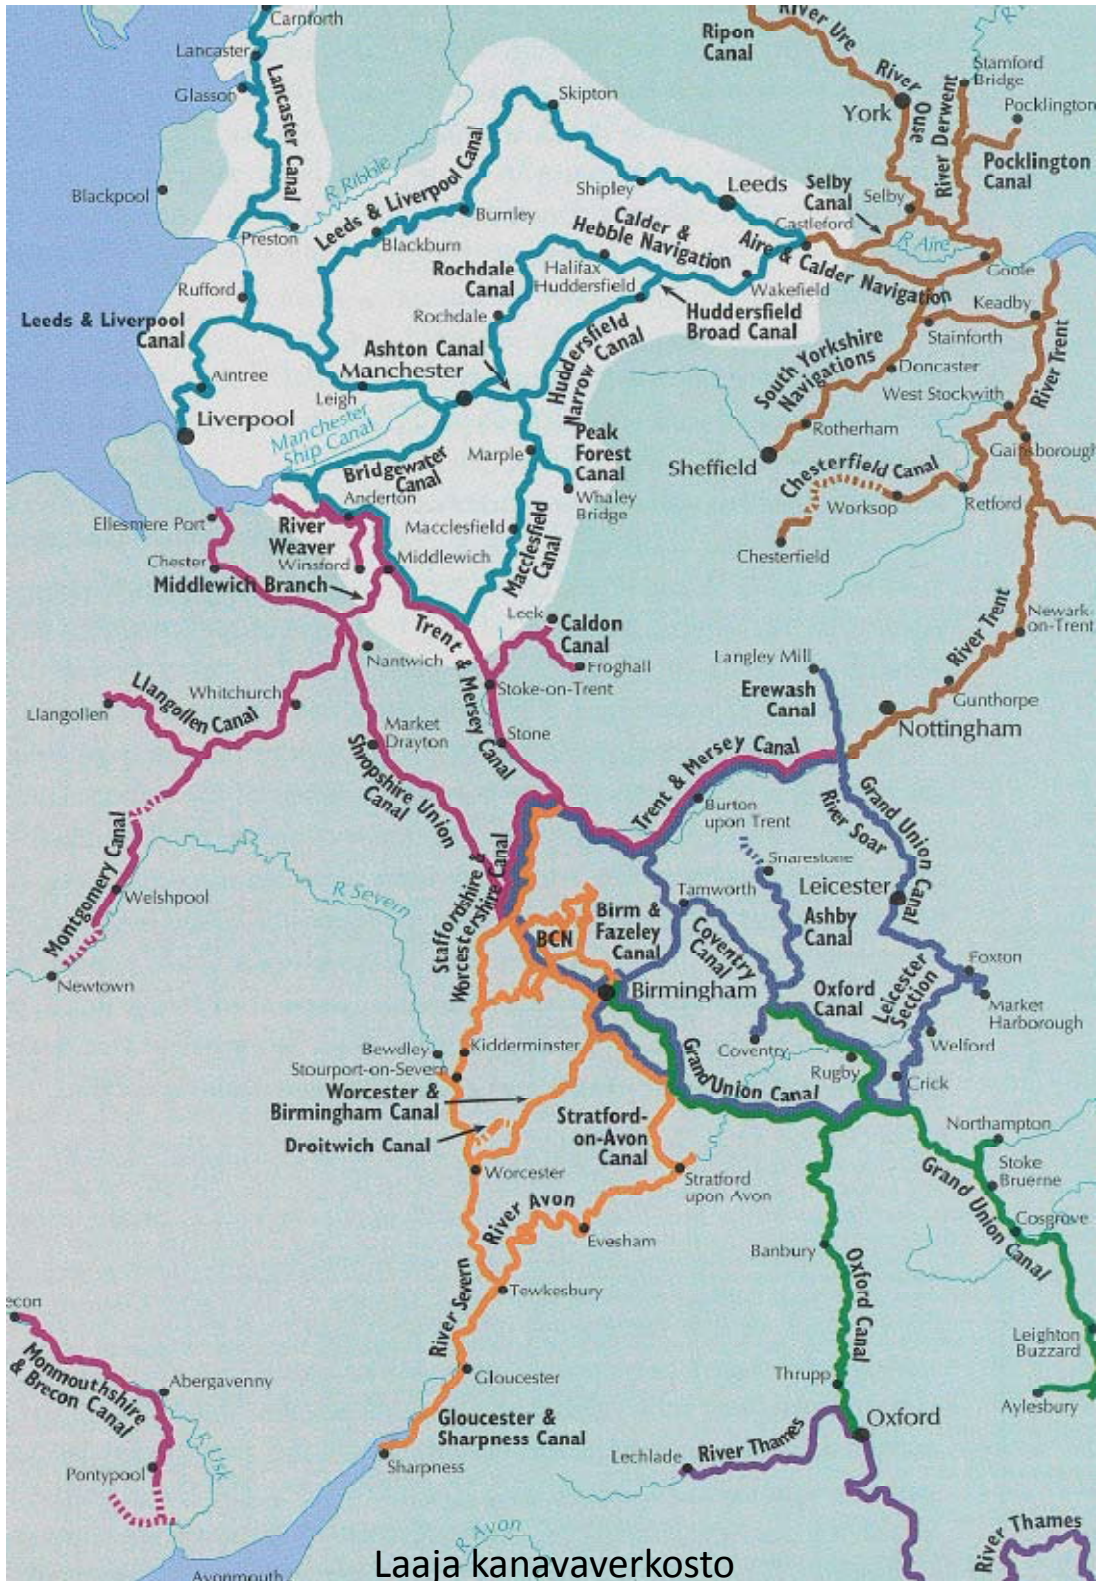 Carnforth
Lancaster
Glasson
Lancaster Canal
Blackpool
R Ribble
Preston
Rufford
Leeds & Liverpool
Canal
Aintree
Liverpool
Leeds & Liverpool Canal
Skipton
Burnley
Blackburn
Shipley
Leeds
Calder &
Hebble Navigation
Rochdale
Canal
Halifax
Huddersfield
Rochdale
Wakefield
Castleford
Aire & Calder Navigation
Huddersfield
Broad Canal
Huddersfield
Narrow Canal
Ashton Canal
Manchester
Leigh
Manchester
Ship Canal
Bridgewater
Canal
Marple
Peak
Forest
Canal
Whaley
Bridge
Macclesfield
Macclesfield
Canal
Ripon
Canal
River Ure
River
Ouse
York
River Derwent
Stamford
Bridge
Pocklington
Pocklington
Canal
Selby
Canal
Selby
R Aire
Goole
Keadby
Stainforth
South Yorkshire
Navigations
Doncaster
West Stockwith
River Trent
Rotherham
Sheffield
Gainsborough
Chesterfield Canal
Worksop
Retford
Chesterfield
Newark
-on-Trent
River Trent
Gunthorpe
Nottingham
Ellesmere Port
Anderton
River
Weaver
Winsford
Chester
Middlewich
Middlewich Branch
Nantwich
Trent & Mersey Canal
Leek
Caldon
Canal
Froghall
Stoke-on-Trent
Stone
Llangollen
Llangollen Canal
Whitchurch
Market
Drayton
Shropshire Union
Canal
Montgomery Canal
Welshpool
Newtown
R Severn
Staffordshire &
Worcestershire Canal
Langley Mill
Erewash
Canal
Trent & Mersey Canal
Burton
upon Trent
River Soar
Grand Union Canal
Snarestone
Leicester
Tamworth
Ashby
Canal
Birm &
Fazeley
Canal
BCN
Coventry
Canal
Birmingham
Oxford
Canal
Leicester
Section
Foxton
Market
Harborough
Welford
Coventry
Rugby
Crick
Grand Union Canal
Bewdley
Kidderminster
Stourport-on-Severn
Worcester &
Birmingham Canal
Droitwich Canal
Stratford-
on-Avon
Canal
Worcester
Stratford
upon Avon
River Avon
Evesham
Northampton
Stoke
Bruerne
Cosgrove
Grand Union Canal
Banbury
Oxford Canal
River Severn
Tewkesbury
Gloucester
Gloucester &
Sharpness Canal
Sharpness
Leighton
Buzzard
Aylesbury
Thrupp
Oxford
Lechlade
River Thames
River Thames
econ
Monmouthshire
& Brecon Canal
Abergavenny
R Usk
Pontypool
R Avon
Avonmouth
Laaja kanavaverkosto